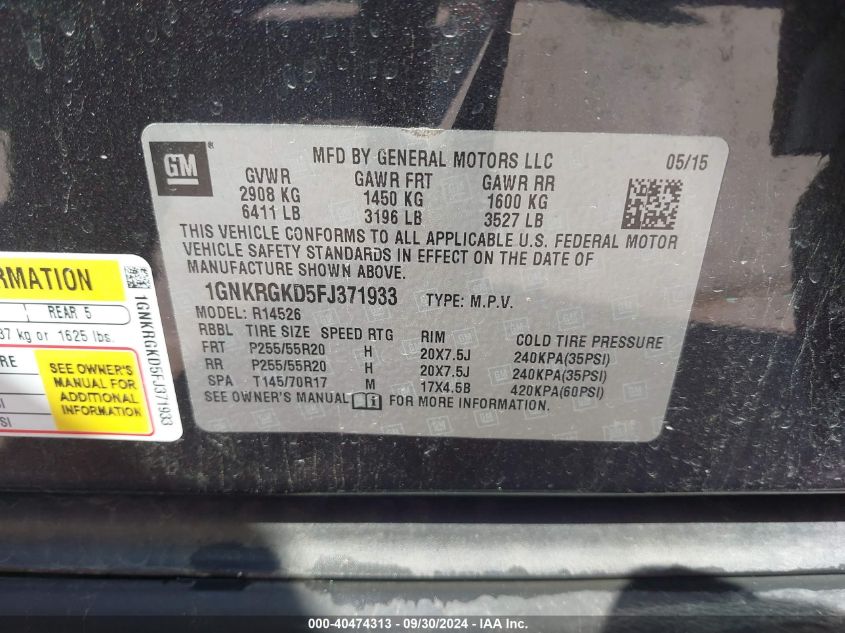 GM
MFD BY GENERAL MOTORS LLC 05/15
GVWR GAWR FRT GAWR RR
2908 KG 1450 KG 1600 KG
6411 LB 3196 LB 3527 LB
THIS VEHICLE CONFORMS TO ALL APPLICABLE U.S. FEDERAL MOTOR
VEHICLE SAFETY STANDARDS IN EFFECT ON THE DATE OF
MANUFACTURE SHOWN ABOVE.
1GNKRGKD5FJ371933 TYPE: M.P.V.
MODEL: R14526
RBBL TIRE SIZE SPEED RTG RIM COLD TIRE PRESSURE
FRT P255/55R20 H 20X7.5J 240KPA(35PSI)
RR P255/55R20 H 20X7.5J 240KPA(35PSI)
SPA T145/70R17 M 17X4.5B 420KPA(60PSI)
SEE OWNER'S MANUAL i FOR MORE INFORMATION.
REAR 5
kg or 1625 lbs.
SEE OWNER'S
MANUAL FOR
ADDITIONAL
INFORMATION
1GNKRGKD5FJ371933
000-40474313 - 09/30/2024 - IAA Inc.